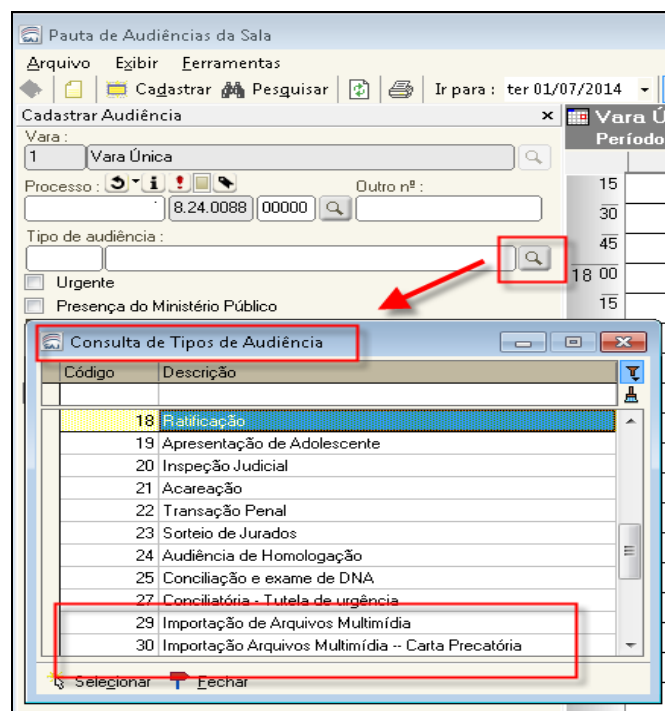 Pauta de Audiências da Sala
Arquivo Exibir Ferramentas
Cadastrar Pesquisar Ir para : ter 01/07/2014
Cadastrar Audiência
Vara :
1 Vara Única
Processo : Outro nº :
8.24.0088 00000
Tipo de audiência :
Urgente
Presença do Ministério Público
Vara Ú
Período
15
30
45
18 00
15
Consulta de Tipos de Audiência
Código Descrição
18 Ratificação
19 Apresentação de Adolescente
20 Inspeção Judicial
21 Acareação
22 Transação Penal
23 Sorteio de Jurados
24 Audiência de Homologação
25 Conciliação e exame de DNA
27 Conciliatória - Tutela de urgência
29 Importação de Arquivos Multimídia
30 Importação Arquivos Multimídia -- Carta Precatória
Selecionar Fechar